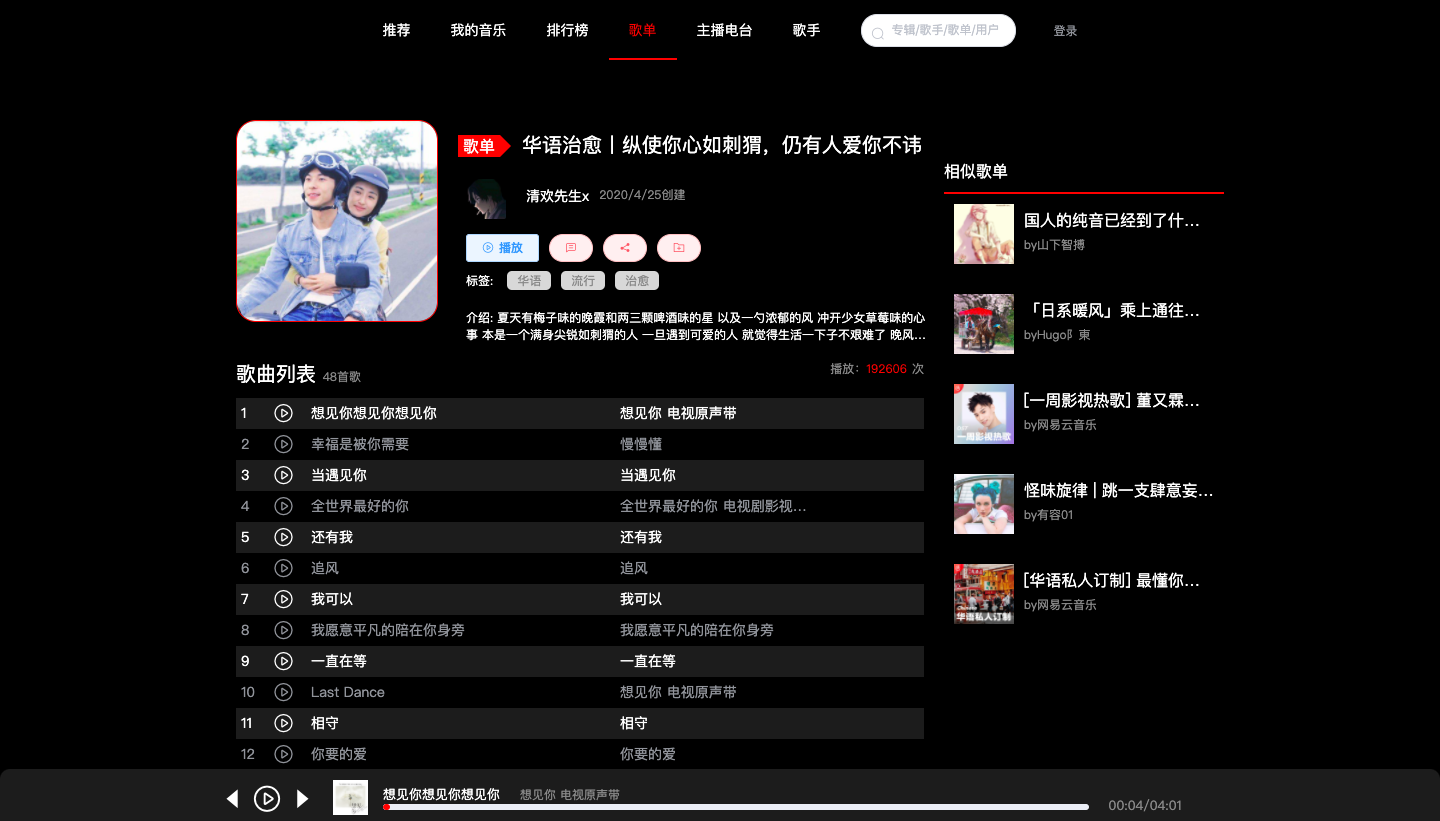 推荐
我的音乐
排行榜
歌单
主播电台
歌手
专辑/歌手/歌单/用户
登录
歌单
华语治愈丨纵使你心如刺猬，仍有人爱你不讳
清欢先生x
2020/4/25创建
播放
标签:
华语
流行
治愈
介绍: 夏天有梅子味的晚霞和两三颗啤酒味的星 以及一勺浓郁的风 冲开少女草莓味的心
事 本是一个满身尖锐如刺猬的人 一旦遇到可爱的人 就觉得生活一下子不艰难了 晚风...
歌曲列表
48首歌
播放：192606 次
1 想见你想见你想见你 想见你 电视原声带
2 幸福是被你需要 慢慢懂
3 当遇见你 当遇见你
4 全世界最好的你 全世界最好的你 电视剧影视...
5 还有我 还有我
6 追风 追风
7 我可以 我可以
8 我愿意平凡的陪在你身旁 我愿意平凡的陪在你身旁
9 一直在等 一直在等
10 Last Dance 想见你 电视原声带
11 相守 相守
12 你要的爱 你要的爱
相似歌单
国人的纯音已经到了什...
by山下智搏
「日系暖风」乘上通往...
byHugo阝東
[一周影视热歌] 董又霖...
by网易云音乐
一周影视热歌
怪味旋律 | 跳一支肆意妄...
by有容01
[华语私人订制] 最懂你...
by网易云音乐
华语私人订制
想见你想见你想见你
想见你 电视原声带
00:04/04:01